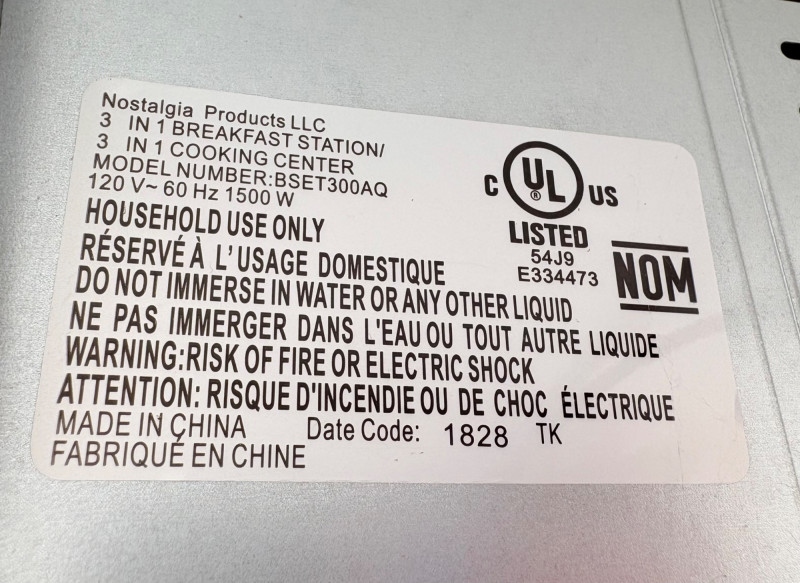 Nostalgia Products LLC
3 IN 1 BREAKFAST STATION/
3 IN 1 COOKING CENTER
MODEL NUMBER:BSET300AQ
120 V~ 60 Hz 1500 W
C UL ® US
LISTED
54J9
E334473
NOM
HOUSEHOLD USE ONLY
RÉSERVÉ À L'USAGE DOMESTIQUE
DO NOT IMMERSE IN WATER OR ANY OTHER LIQUID
NE PAS IMMERGER DANS L'EAU OU TOUT AUTRE LIQUIDE
WARNING:RISK OF FIRE OR ELECTRIC SHOCK
ATTENTION: RISQUE D'INCENDIE OU DE CHOC ÉLECTRIQUE
MADE IN CHINA Date Code: 1828 TK
FABRIQUÉ EN CHINE